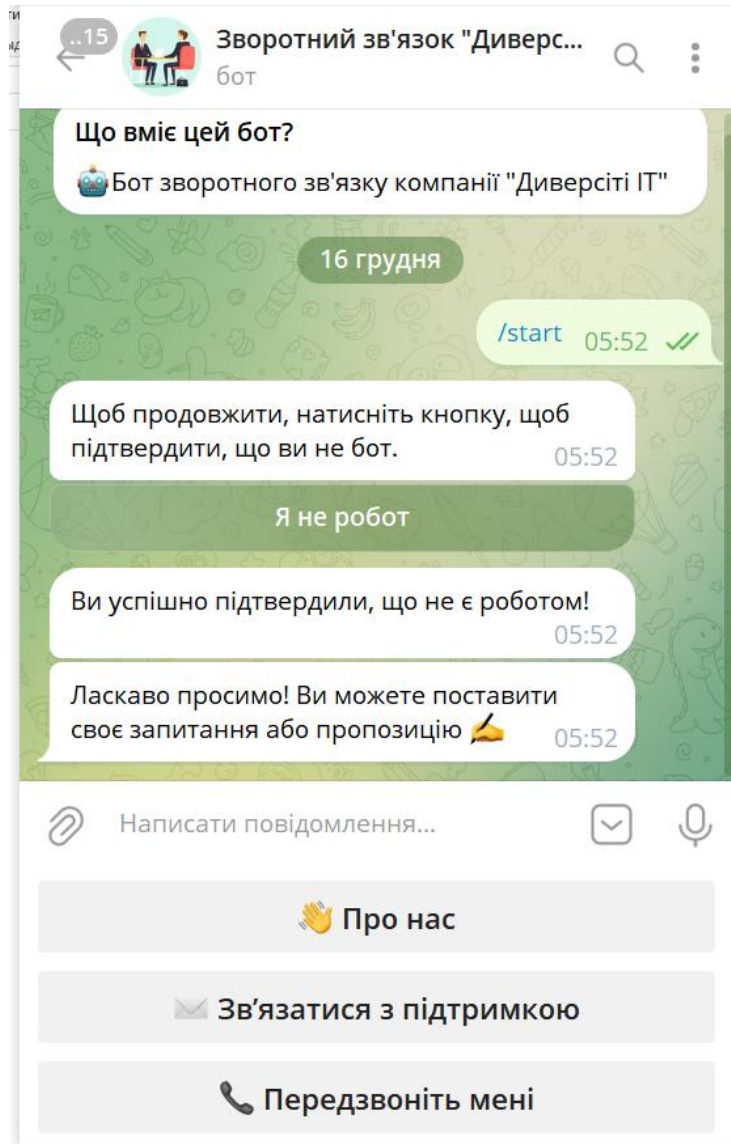 ..15
Зворотний зв'язок "Диверс...
бот
Що вміє цей бот?
🤖Бот зворотного зв'язку компанії "Диверсіті ІТ"
16 грудня
/start 05:52
Щоб продовжити, натисніть кнопку, щоб
підтвердити, що ви не бот. 05:52
Я не робот
Ви успішно підтвердили, що не є роботом!
05:52
Ласкаво просимо! Ви можете поставити
своє запитання або пропозицію ✍️ 05:52
Написати повідомлення...
👋 Про нас
✉️ Зв’язатися з підтримкою
📞 Передзвоніть мені